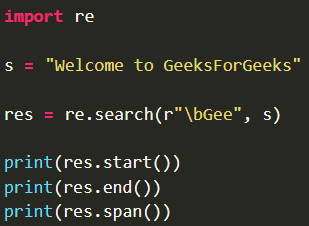 import re
s = "Welcome to GeeksForGeeks"
res = re.search(r"\bGee", s)
print(res.start())
print(res.end())
print(res.span())